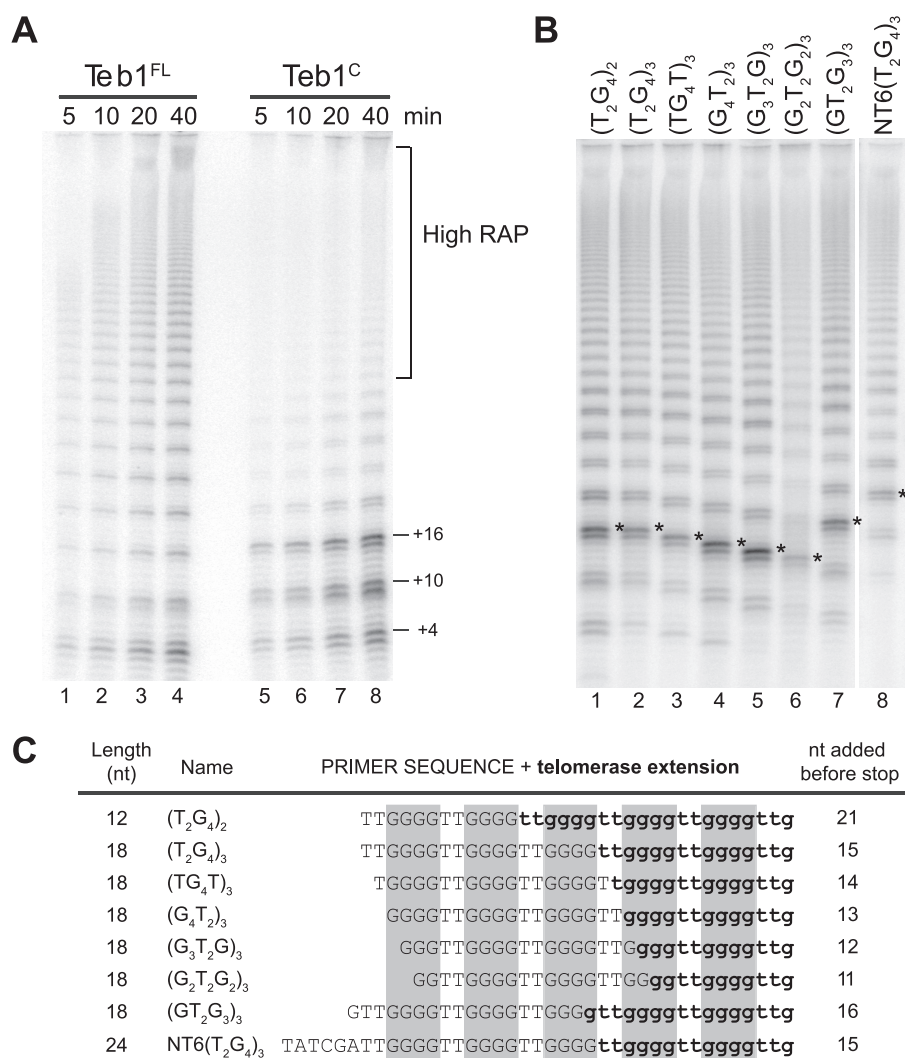 A
Teb1FL Teb1C
5 10 20 40 5 10 20 40 min
High RAP
+16
+10
+4
1 2 3 4 5 6 7 8
B
(T2G4)2 (T2G4)3 (TG4T)3 (G4T2)3 (G3T2G)3 (G2T2G2)3 (GT2G3)3 NT6(T2G4)3
* * * * * * * *
1 2 3 4 5 6 7 8
C
Length (nt) Name PRIMER SEQUENCE + telomerase extension nt added before stop
12 (T2G4)2 TTGGGGTTGGGGttggggttggggttggggttg 21
18 (T2G4)3 TTGGGGTTGGGGTTGGGGttggggttggggttg 15
18 (TG4T)3 TGGGGTTGGGGTTGGGGTtggggttggggttg 14
18 (G4T2)3 GGGGTTGGGGTTGGGGTTggggttggggttg 13
18 (G3T2G)3 GGGTTGGGGTTGGGGTTGgggttggggttg 12
18 (G2T2G2)3 GGTTGGGGTTGGGGTTGGggttggggttg 11
18 (GT2G3)3 GTTGGGGTTGGGGTTGGGgttggggttggggttg 16
24 NT6(T2G4)3 TATCGATTGGGGTTGGGGTTGGGGttggggttggggttg 15